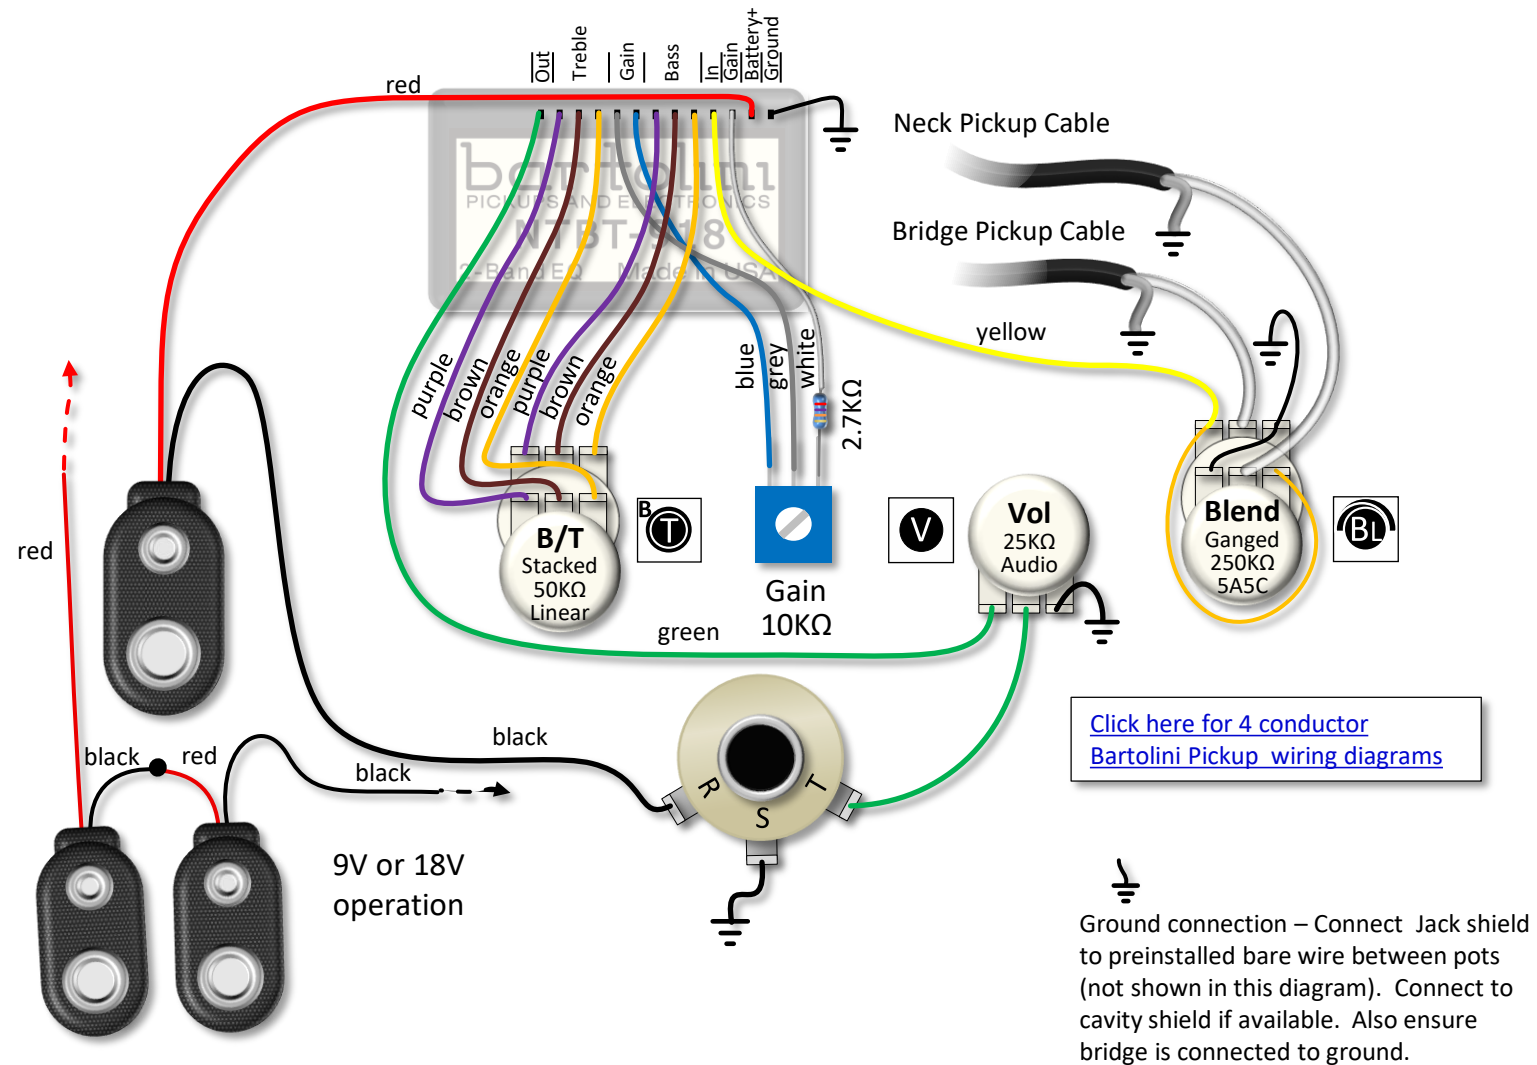 Out
Treble
Gain
Bass
In
Gain
Battery+
Ground
red
bartolini
PICKUPS AND ELECTRONICS
NTBT-918
2-Band EQ Made in USA
Neck Pickup Cable
Bridge Pickup Cable
yellow
purple
brown
orange
purple
brown
orange
blue
grey
white
2.7KΩ
red
B/T
Stacked
50KΩ
Linear
B
T
Gain
10KΩ
V
Vol
25KΩ
Audio
Blend
Ganged
250KΩ
5A5C
BL
green
black
red
black
black
R
S
T
9V or 18V
operation
Click here for 4 conductor
Bartolini Pickup wiring diagrams
Ground connection – Connect Jack shield
to preinstalled bare wire between pots
(not shown in this diagram). Connect to
cavity shield if available. Also ensure
bridge is connected to ground.